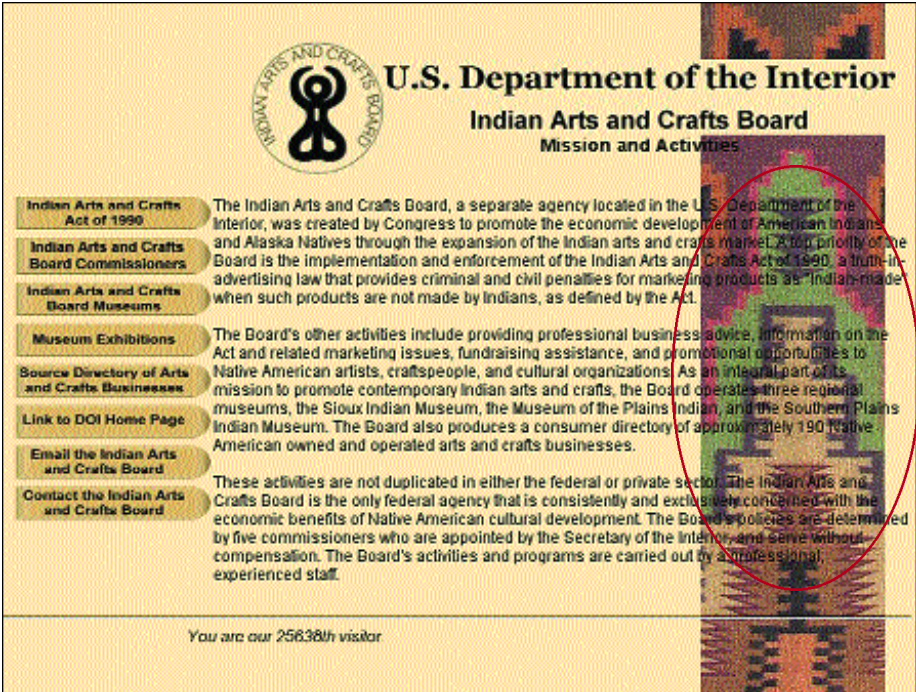 INDIAN ARTS AND CRAFTS BOARD
U.S. Department of the Interior
Indian Arts and Crafts Board
Mission and Activities
Indian Arts and Crafts
Act of 1990
Indian Arts and Crafts
Board Commissioners
Indian Arts and Crafts
Board Museums
Museum Exhibitions
Source Directory of Arts
and Crafts Businesses
Link to DOI Home Page
Email the Indian Arts
and Crafts Board
Contact the Indian Arts
and Crafts Board
The Indian Arts and Crafts Board, a separate agency located in the U.S. Department of the
Interior, was created by Congress to promote the economic development of American Indians
and Alaska Natives through the expansion of the Indian arts and crafts market. A top priority of the
Board is the implementation and enforcement of the Indian Arts and Crafts Act of 1990, a truth-in-
advertising law that provides criminal and civil penalties for marketing products as "Indian-made"
when such products are not made by Indians, as defined by the Act.
The Board's other activities include providing professional business advice, information on the
Act and related marketing issues, fundraising assistance, and promotional opportunities to
Native American artists, craftspeople, and cultural organizations. As an integral part of its
mission to promote contemporary Indian arts and crafts, the Board operates three regional
museums, the Sioux Indian Museum, the Museum of the Plains Indian, and the Southern Plains
Indian Museum. The Board also produces a consumer directory of approximately 190 Native
American owned and operated arts and crafts businesses.
These activities are not duplicated in either the federal or private sector. The Indian Arts and
Crafts Board is the only federal agency that is consistently and exclusively concerned with the
economic benefits of Native American cultural development. The Board's policies are determined
by five commissioners who are appointed by the Secretary of the Interior, and serve without
compensation. The Board's activities and programs are carried out by a professional,
experienced staff.
You are our 25638th visitor